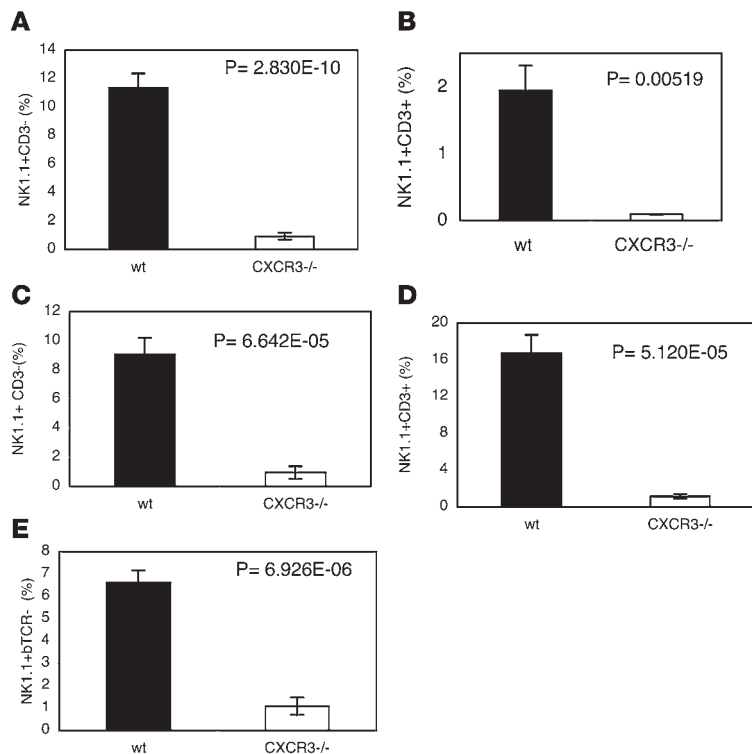 A
14
12
10
8
6
4
2
0
NK1.1+CD3- (%)
P= 2.830E-10
wt
CXCR3-/-
B
2
1
0
NK1.1+CD3+ (%)
P= 0.00519
wt
CXCR3-/-
C
12
10
8
6
4
2
0
NK1.1+ CD3-(%)
P= 6.642E-05
wt
CXCR3-/-
D
20
16
12
8
4
0
NK1.1+CD3+ (%)
P= 5.120E-05
wt
CXCR3-/-
E
8
7
6
5
4
3
2
1
0
NK1.1+bTCR- (%)
P= 6.926E-06
wt
CXCR3-/-